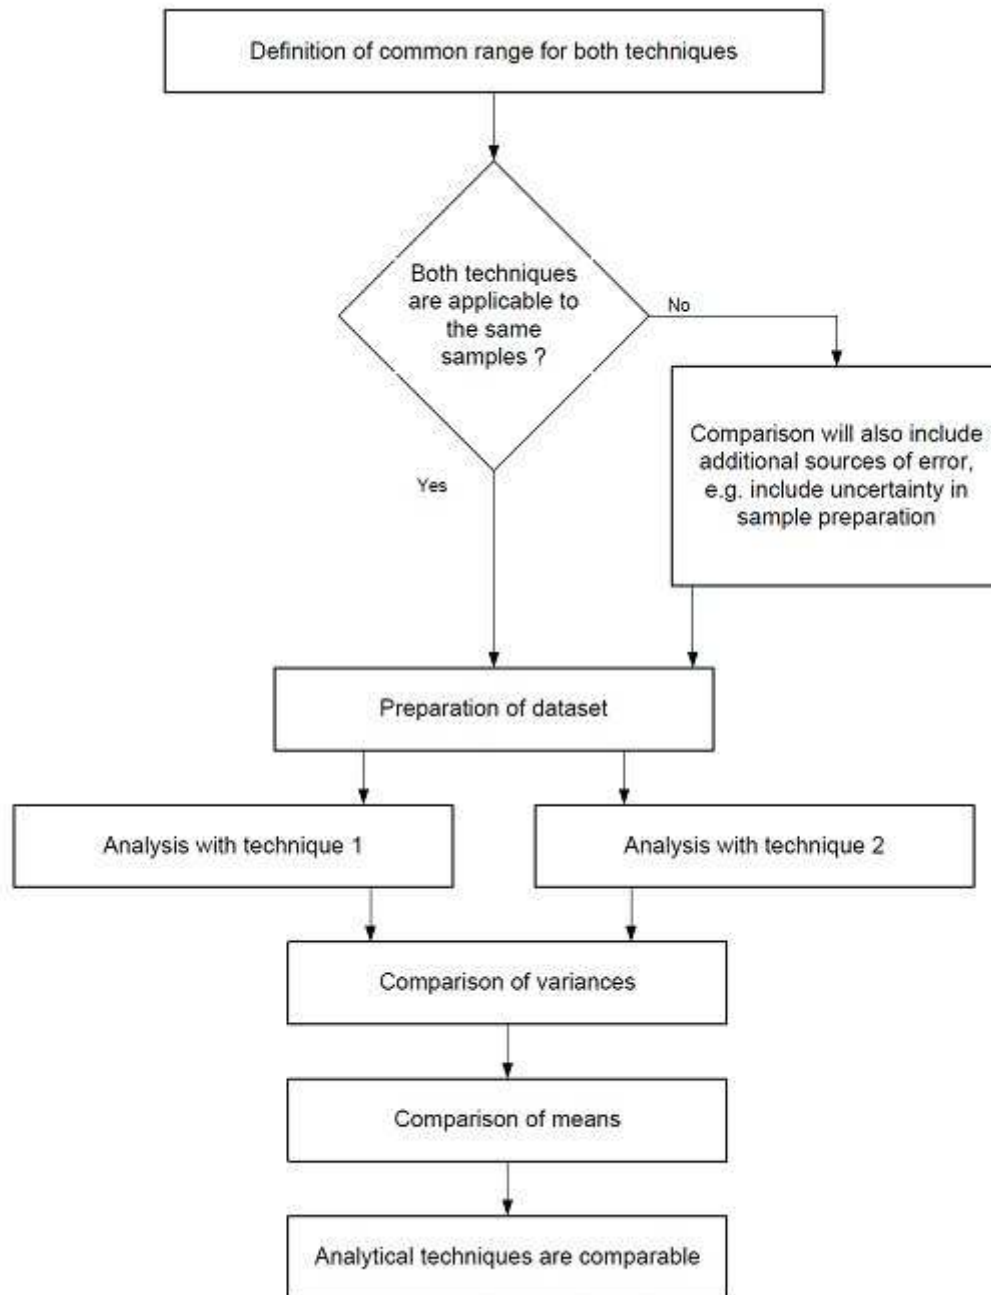 Definition of common range for both techniques
Both techniques
are applicable to
the same
samples ?
No
Comparison will also include
additional sources of error,
e.g. include uncertainty in
sample preparation
Yes
Preparation of dataset
Analysis with technique 1
Analysis with technique 2
Comparison of variances
Comparison of means
Analytical techniques are comparable